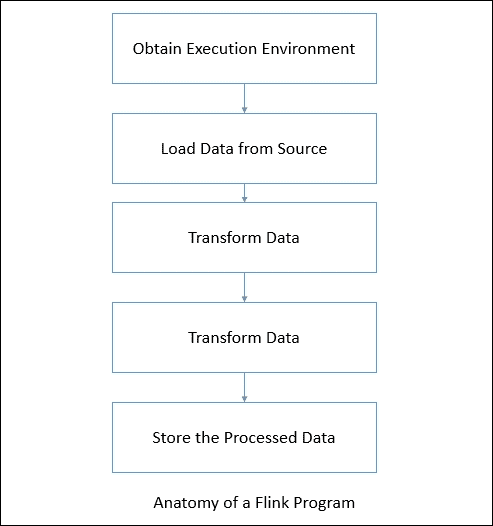 Obtain Execution Environment
Load Data from Source
Transform Data
Transform Data
Store the Processed Data
Anatomy of a Flink Program